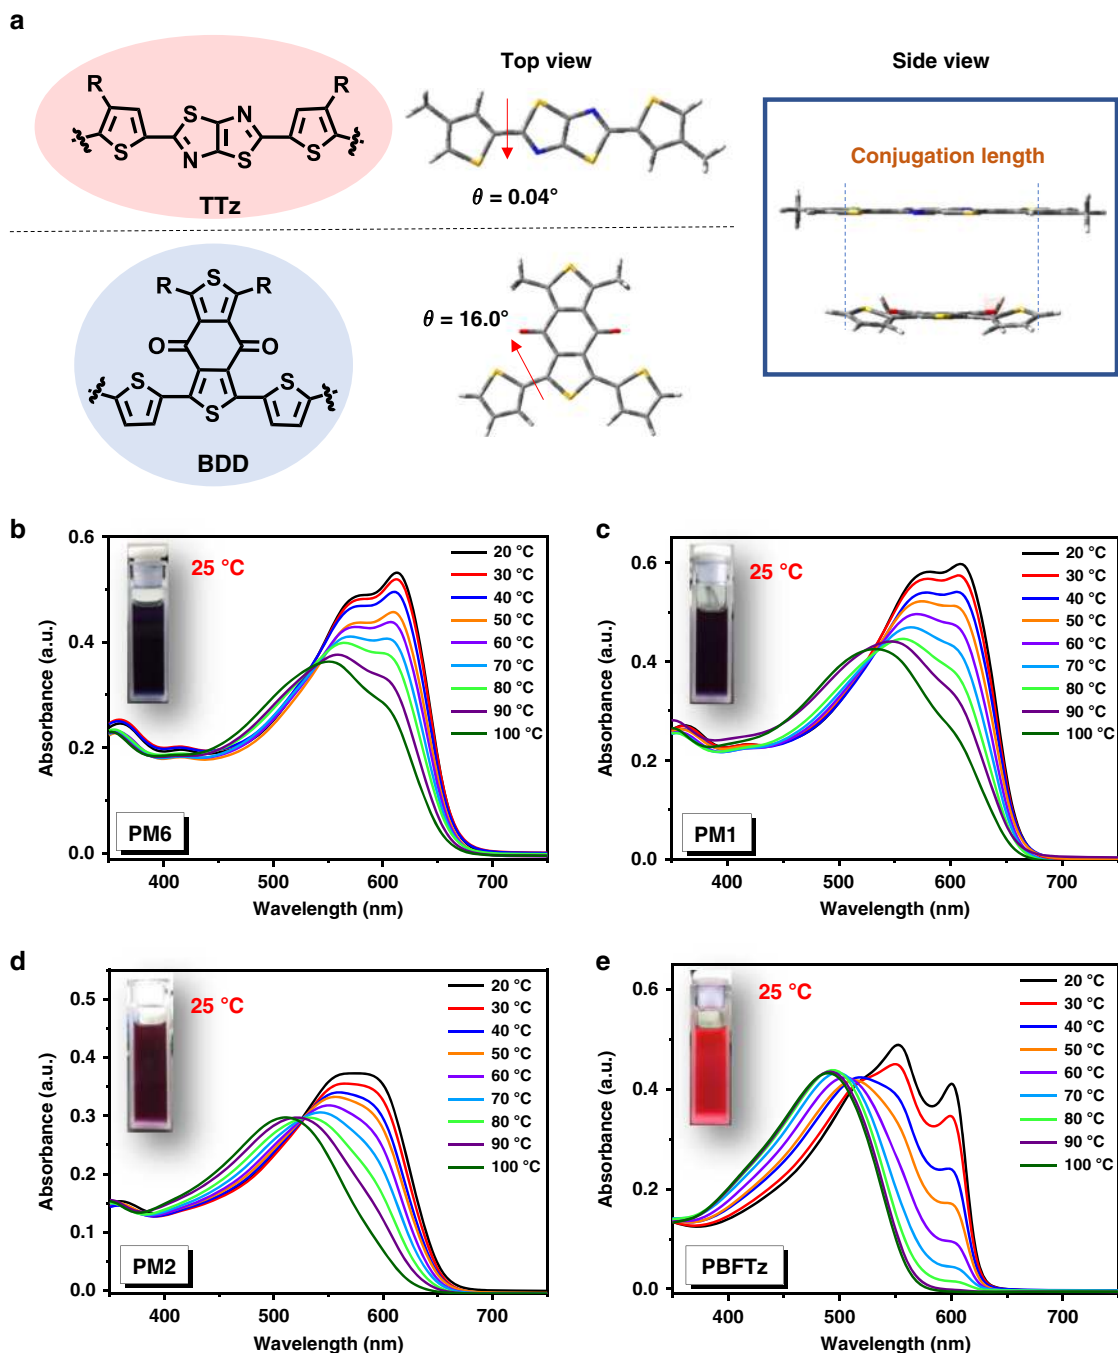 a
Top view
Side view
R
R
S
N
S
S
N
S
TTz
θ = 0.04°
Conjugation length
S
R
R
O
O
S
S
S
BDD
θ = 16.0°
b
0.6
0.4
0.2
0.0
Absorbance (a.u.)
25 °C
20 °C
30 °C
40 °C
50 °C
60 °C
70 °C
80 °C
90 °C
100 °C
PM6
400 500 600 700
Wavelength (nm)
c
0.6
0.4
0.2
0.0
Absorbance (a.u.)
25 °C
20 °C
30 °C
40 °C
50 °C
60 °C
70 °C
80 °C
90 °C
100 °C
PM1
400 500 600 700
Wavelength (nm)
d
0.5
0.4
0.3
0.2
0.1
0.0
Absorbance (a.u.)
25 °C
20 °C
30 °C
40 °C
50 °C
60 °C
70 °C
80 °C
90 °C
100 °C
PM2
400 500 600 700
Wavelength (nm)
e
0.6
0.4
0.2
0.0
Absorbance (a.u.)
25 °C
20 °C
30 °C
40 °C
50 °C
60 °C
70 °C
80 °C
90 °C
100 °C
PBFTz
400 500 600 700
Wavelength (nm)